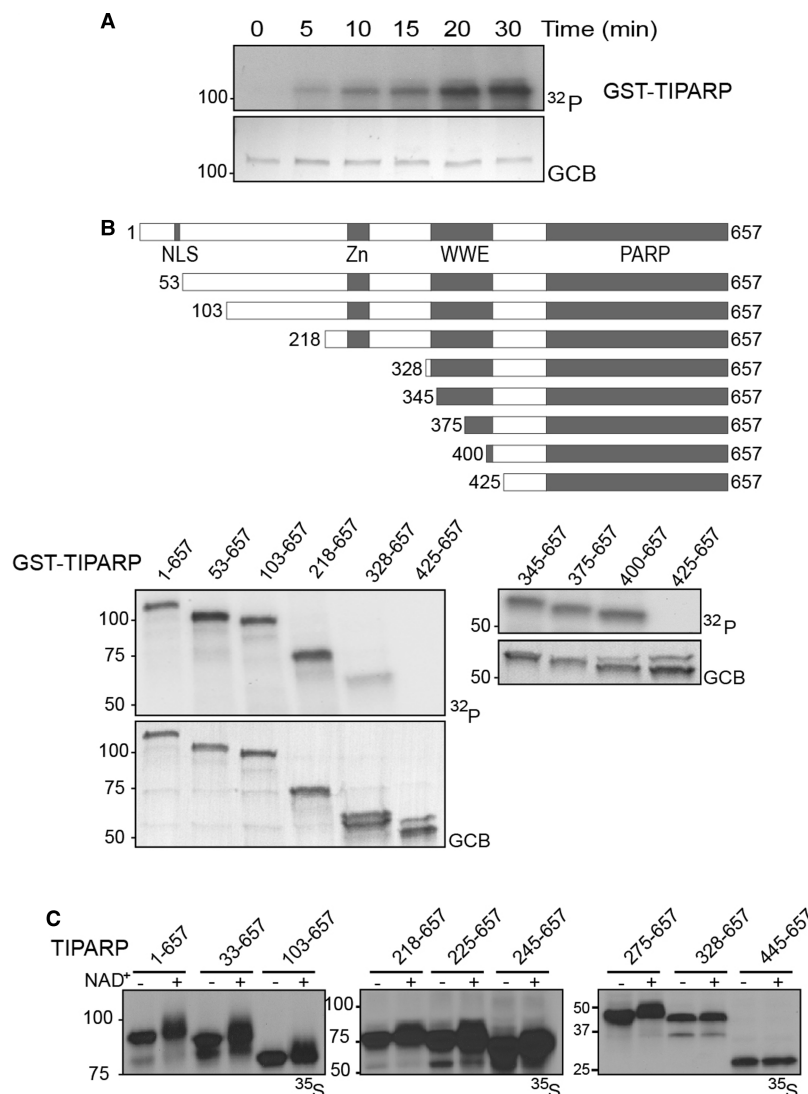 A
0 5 10 15 20 30 Time (min)
100 32P GST-TIPARP
100 GCB
B
1 657
NLS Zn WWE PARP
53 657
103 657
218 657
328 657
345 657
375 657
400 657
425 657
GST-TIPARP 1-657 53-657 103-657 218-657 328-657 425-657
100
75
50 32P
100
75
50 GCB
345-657 375-657 400-657 425-657
50 32P
50 GCB
C
TIPARP 1-657 33-657 103-657 218-657 225-657 245-657 275-657 328-657 445-657
NAD+ - + - + - + - + - + - + - + - + - +
100
75
35S
100
75
50
35S
50
37
25
35S